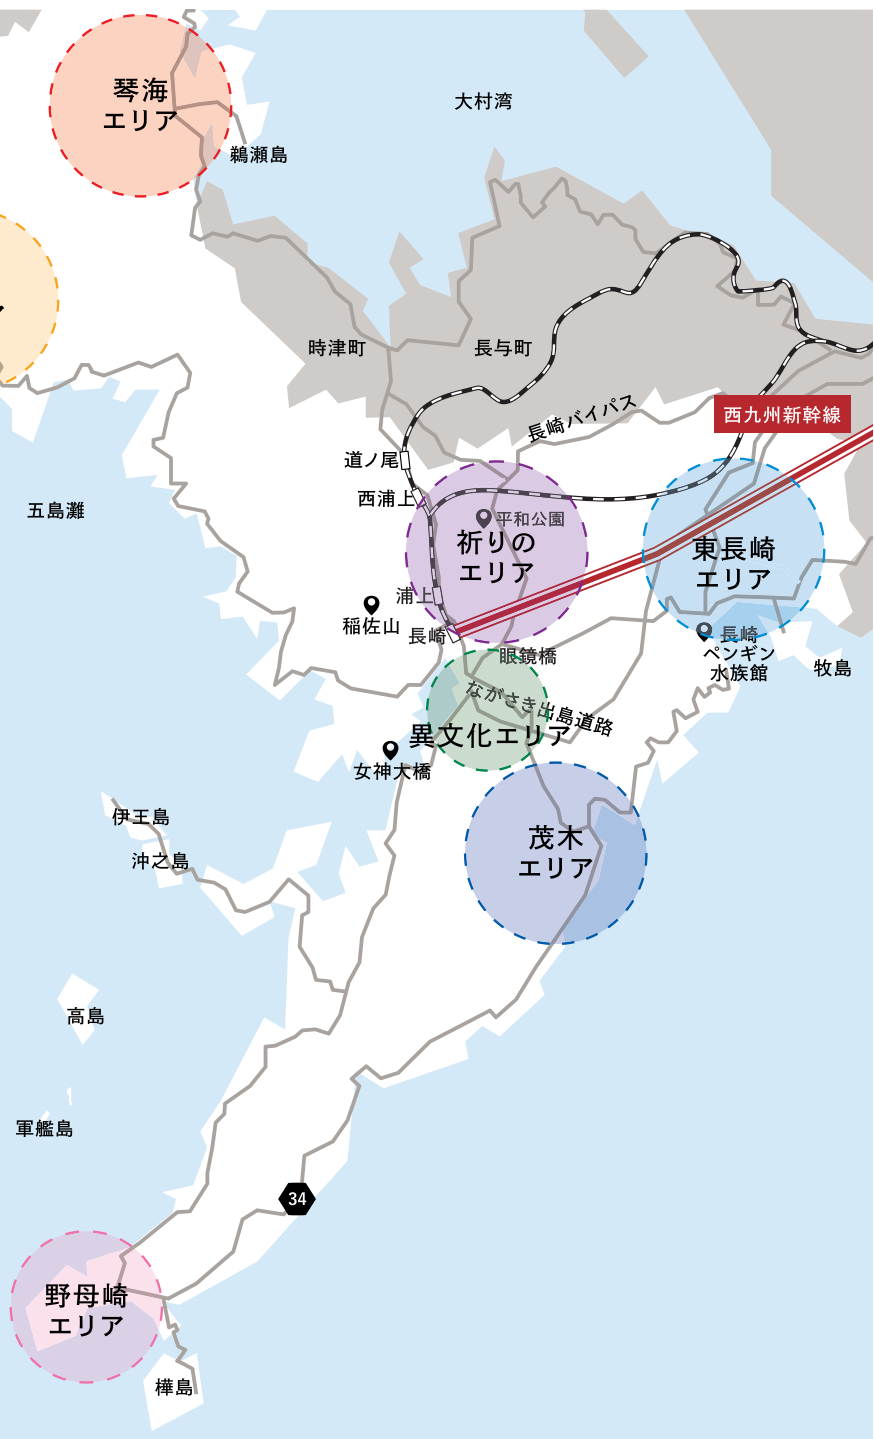 琴海
エリア
大村湾
鵜瀬島
時津町
長与町
長崎バイパス
西九州新幹線
道ノ尾
西浦上
五島灘
平和公園
祈りの
エリア
東長崎
エリア
浦上
稲佐山
長崎
眼鏡橋
長崎
ペンギン
水族館
牧島
ながさき出島道路
異文化エリア
女神大橋
伊王島
沖之島
茂木
エリア
高島
軍艦島
34
野母崎
エリア
樺島